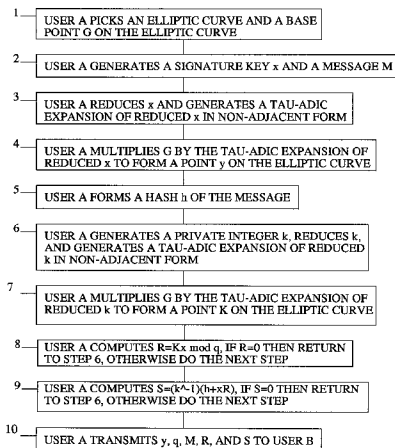 1
USER A PICKS AN ELLIPTIC CURVE AND A BASE
POINT G ON THE ELLIPTIC CURVE
2
USER A GENERATES A SIGNATURE KEY x AND A MESSAGE M
3
USER A REDUCES x AND GENERATES A TAU-ADIC
EXPANSION OF REDUCED x IN NON-ADJACENT FORM
4
USER A MULTIPLIES G BY THE TAU-ADIC EXPANSION OF
REDUCED x TO FORM A POINT y ON THE ELLIPTIC CURVE
5
USER A FORMS A HASH h OF THE MESSAGE
6
USER A GENERATES A PRIVATE INTEGER k, REDUCES k,
AND GENERATES A TAU-ADIC EXPANSION OF REDUCED
k IN NON-ADJACENT FORM
7
USER A MULTIPLIES G BY THE TAU-ADIC EXPANSION OF
REDUCED k TO FORM A POINT K ON THE ELLIPTIC CURVE
8
USER A COMPUTES R=Kx mod q, IF R=0 THEN RETURN
TO STEP 6, OTHERWISE DO THE NEXT STEP
9
USER A COMPUTES S=(k^-1)(h+xR), IF S=0 THEN RETURN
TO STEP 6, OTHERWISE DO THE NEXT STEP
10
USER A TRANSMITS y, q, M, R, AND S TO USER B